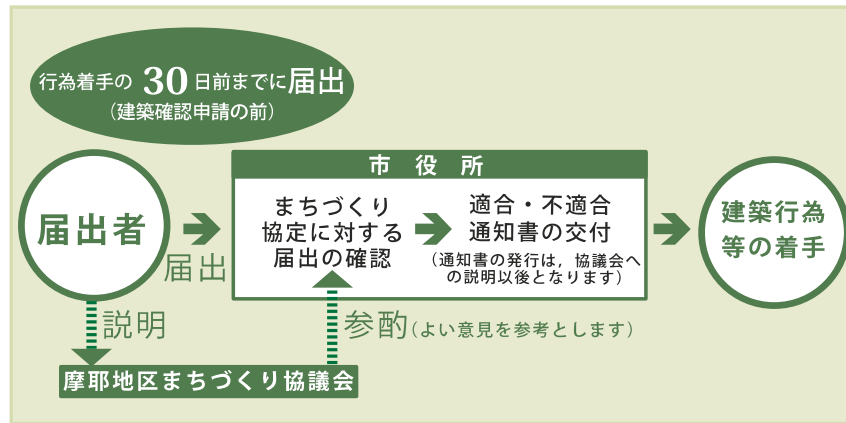 行為着手の30日前までに届出
(建築確認申請の前)
市役所
届出者
届出
まちづくり
協定に対する
届出の確認
適合・不適合
通知書の交付
(通知書の発行は,協議会へ
の説明以後となります)
建築行為
等の着手
説明
参酌(よい意見を参考とします)
摩耶地区まちづくり協議会